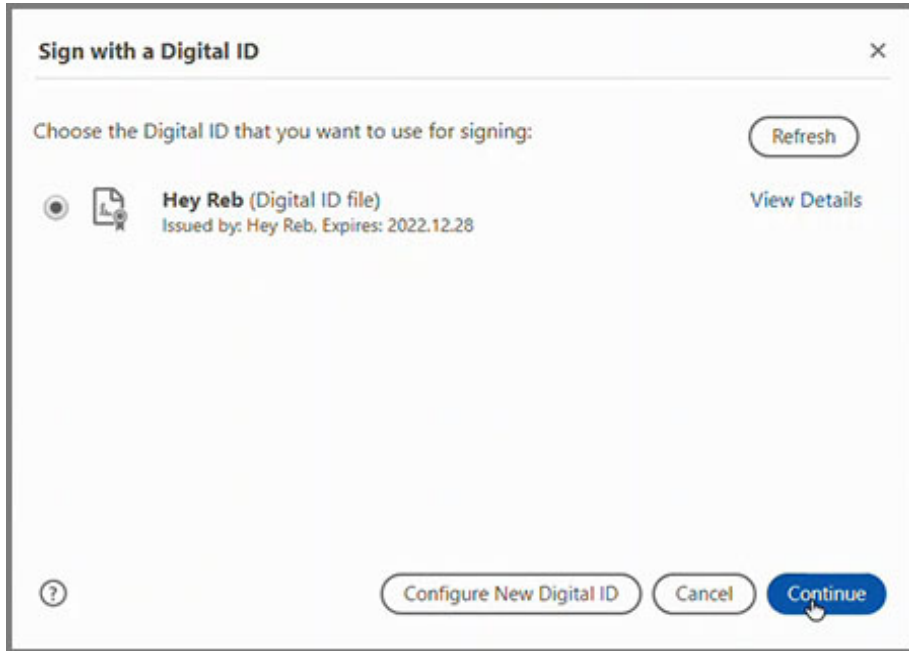 Sign with a Digital ID
Choose the Digital ID that you want to use for signing:
Refresh
Hey Reb (Digital ID file)
View Details
Issued by: Hey Reb, Expires: 2022.12.28
Configure New Digital ID
Cancel
Continue